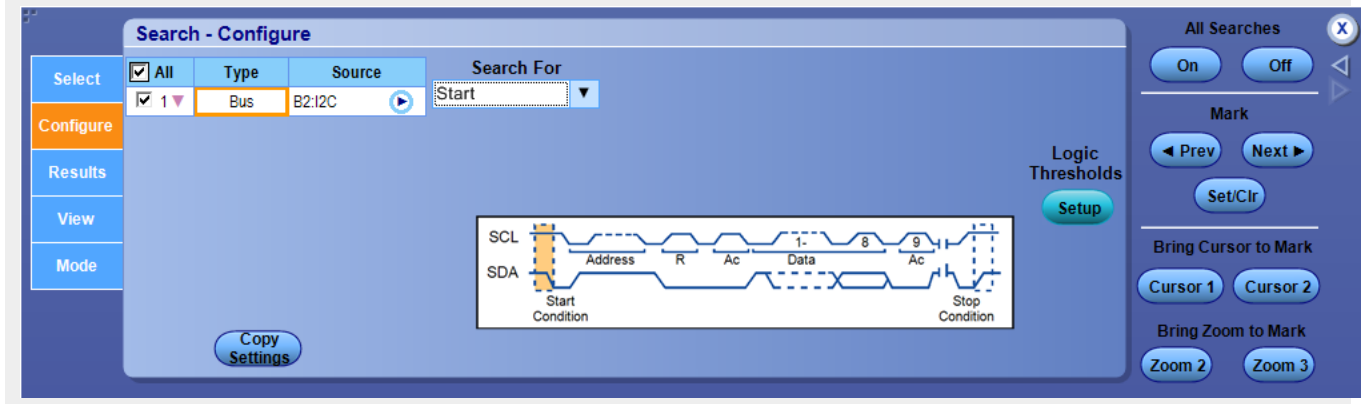 Search - Configure
All Searches
X
Select
All
Type
Source
Search For
On
Off
1
Bus
B2:I2C
Start
Configure
Mark
Results
Prev
Next
Logic
Thresholds
Set/Clr
Setup
View
SCL
1-
8
9
Address
R
Ac
Data
Ac
Bring Cursor to Mark
Mode
SDA
Cursor 1
Cursor 2
Start
Condition
Stop
Condition
Copy
Settings
Bring Zoom to Mark
Zoom 2
Zoom 3